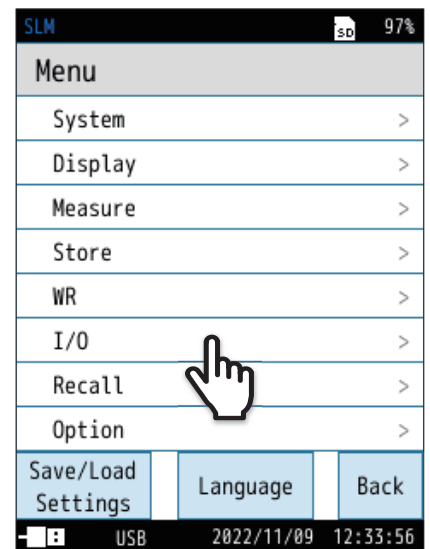 SLM SD 97%
Menu
System >
Display >
Measure >
Store >
WR >
I/O >
Recall >
Option >
Save/Load Settings Language Back
USB 2022/11/09 12:33:56